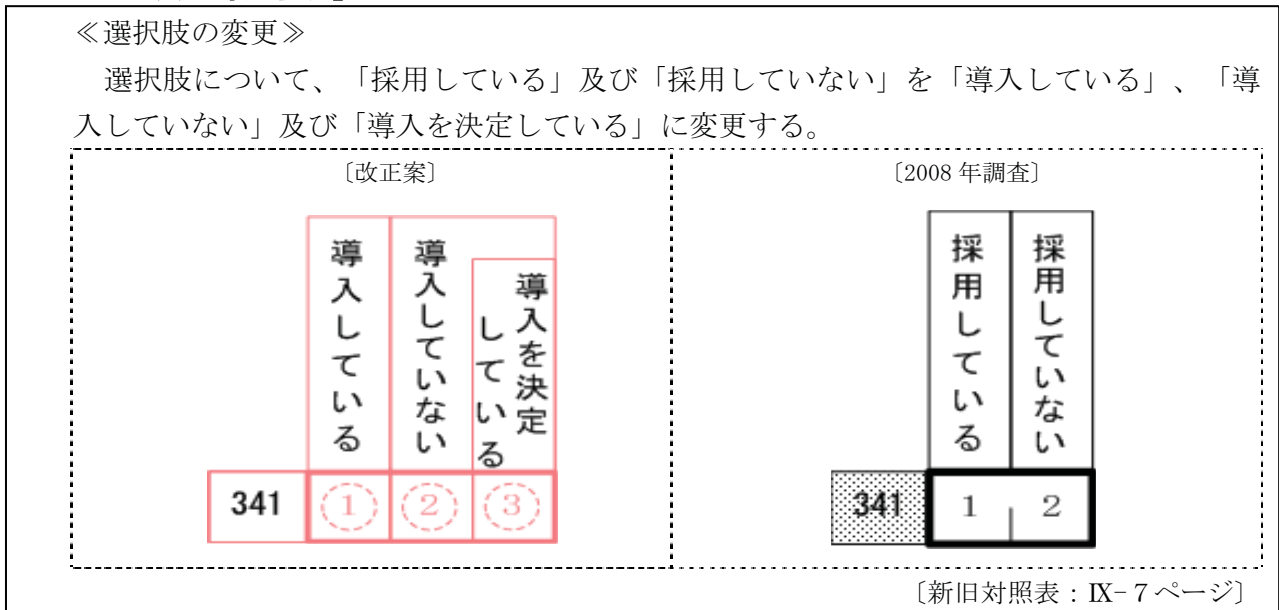 ≪選択肢の変更≫
選択肢について、「採用している」及び「採用していない」を「導入している」、「導
入していない」及び「導入を決定している」に変更する。
〔改正案〕
導入している
導入していない
導入を決定
している
341
1
2
3
〔2008 年調査〕
採用している
採用していない
341
1
2
〔新旧対照表：Ⅸ-７ページ〕